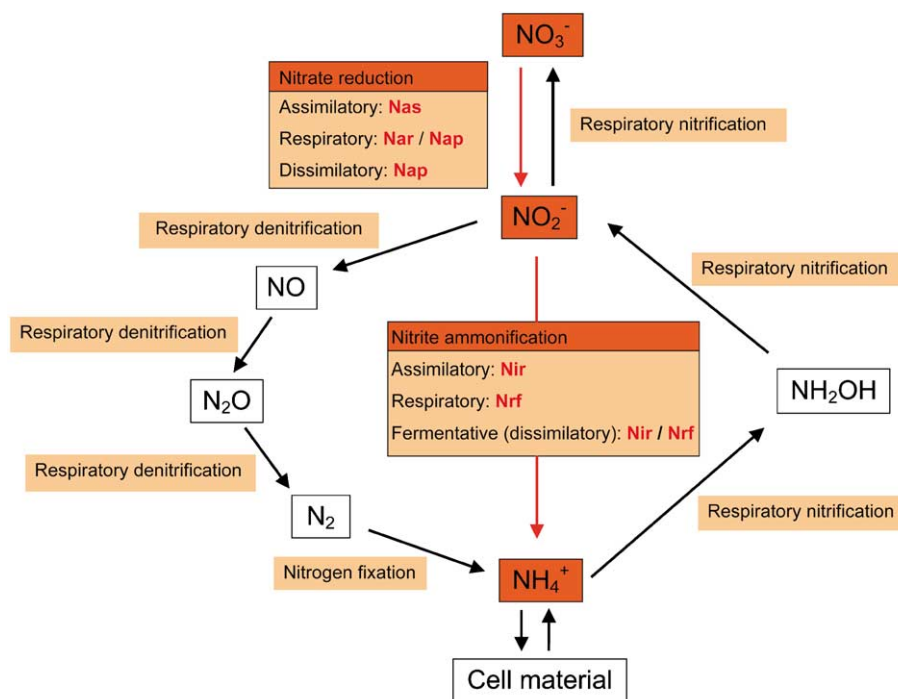 NO₃⁻
Nitrate reduction
Assimilatory: Nas
Respiratory: Nar / Nap
Dissimilatory: Nap
Respiratory nitrification
NO₂⁻
Respiratory denitrification
NO
Respiratory nitrification
Respiratory denitrification
Nitrite ammonification
Assimilatory: Nir
Respiratory: Nrf
Fermentative (dissimilatory): Nir / Nrf
N₂O
NH₂OH
Respiratory denitrification
N₂
Respiratory nitrification
Nitrogen fixation
NH₄⁺
Cell material